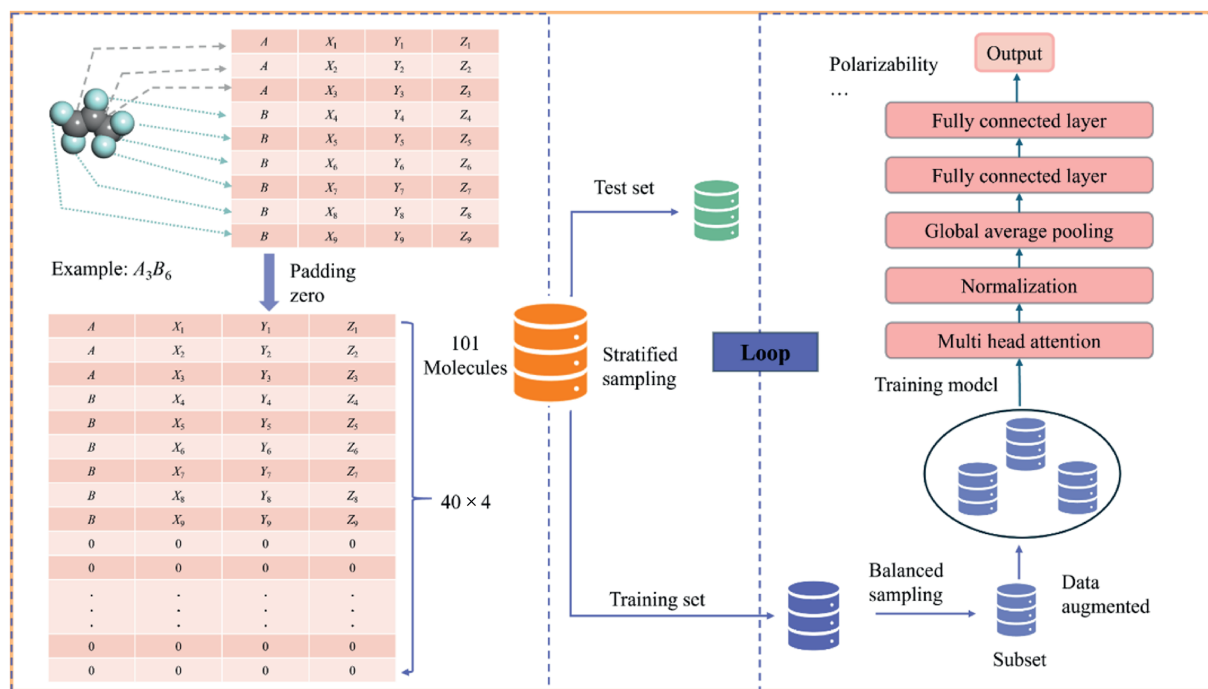 A X₁ Y₁ Z₁
A X₂ Y₂ Z₂
A X₃ Y₃ Z₃
B X₄ Y₄ Z₄
B X₅ Y₅ Z₅
B X₆ Y₆ Z₆
B X₇ Y₇ Z₇
B X₈ Y₈ Z₈
B X₉ Y₉ Z₉
Example: A₃B₆
Padding
zero
A X₁ Y₁ Z₁
A X₂ Y₂ Z₂
A X₃ Y₃ Z₃
B X₄ Y₄ Z₄
B X₅ Y₅ Z₅
B X₆ Y₆ Z₆
B X₇ Y₇ Z₇
B X₈ Y₈ Z₈
B X₉ Y₉ Z₉
0 0 0 0
0 0 0 0
. . . .
. . . .
. . . .
0 0 0 0
0 0 0 0
40 × 4
101
Molecules
Stratified
sampling
Test set
Training set
Loop
Balanced
sampling
Subset
Data
augmented
Training model
Multi head attention
Normalization
Global average pooling
Fully connected layer
Fully connected layer
Output
Polarizability
…